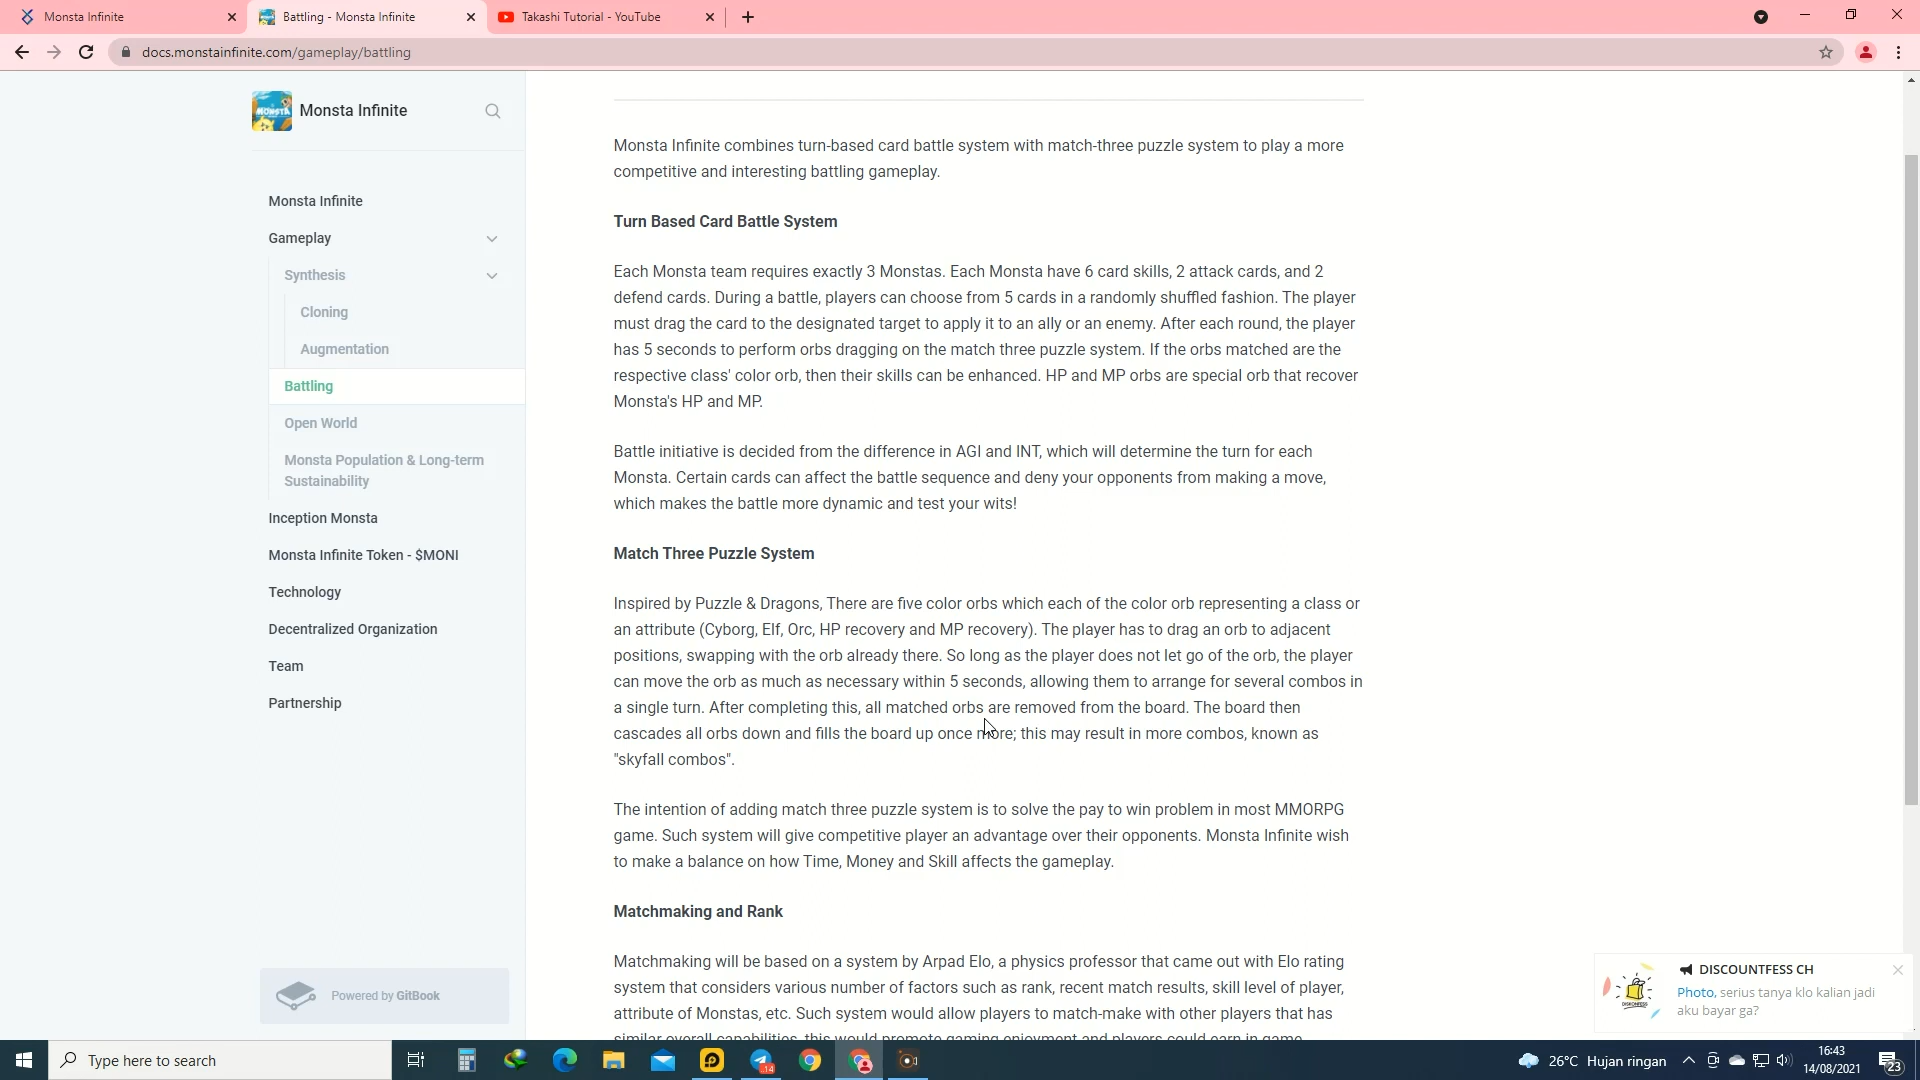 Monsta Infinite
Battling - Monsta Infinite
Takashi Tutorial - YouTube
docs.monstainfinite.com/gameplay/battling
MONSTA
Monsta Infinite
Monsta Infinite
Gameplay
Synthesis
Cloning
Augmentation
Battling
Open World
Monsta Population & Long-term
Sustainability
Inception Monsta
Monsta Infinite Token - $MONI
Technology
Decentralized Organization
Team
Partnership
Powered by GitBook
Monsta Infinite combines turn-based card battle system with match-three puzzle system to play a more
competitive and interesting battling gameplay.
Turn Based Card Battle System
Each Monsta team requires exactly 3 Monstas. Each Monsta have 6 card skills, 2 attack cards, and 2
defend cards. During a battle, players can choose from 5 cards in a randomly shuffled fashion. The player
must drag the card to the designated target to apply it to an ally or an enemy. After each round, the player
has 5 seconds to perform orbs dragging on the match three puzzle system. If the orbs matched are the
respective class' color orb, then their skills can be enhanced. HP and MP orbs are special orb that recover
Monsta's HP and MP.
Battle initiative is decided from the difference in AGI and INT, which will determine the turn for each
Monsta. Certain cards can affect the battle sequence and deny your opponents from making a move,
which makes the battle more dynamic and test your wits!
Match Three Puzzle System
Inspired by Puzzle & Dragons, There are five color orbs which each of the color orb representing a class or
an attribute (Cyborg, Elf, Orc, HP recovery and MP recovery). The player has to drag an orb to adjacent
positions, swapping with the orb already there. So long as the player does not let go of the orb, the player
can move the orb as much as necessary within 5 seconds, allowing them to arrange for several combos in
a single turn. After completing this, all matched orbs are removed from the board. The board then
cascades all orbs down and fills the board up once more; this may result in more combos, known as
"skyfall combos".
The intention of adding match three puzzle system is to solve the pay to win problem in most MMORPG
game. Such system will give competitive player an advantage over their opponents. Monsta Infinite wish
to make a balance on how Time, Money and Skill affects the gameplay.
Matchmaking and Rank
Matchmaking will be based on a system by Arpad Elo, a physics professor that came out with Elo rating
system that considers various number of factors such as rank, recent match results, skill level of player,
attribute of Monstas, etc. Such system would allow players to match-make with other players that has
similar overall capabilities, this would promote gaming enjoyment and players could earn in game
DISCOUNTFESS CH
Photo, serius tanya klo kalian jadi
aku bayar ga?
Type here to search
14
26°C Hujan ringan
16:43
14/08/2021
23